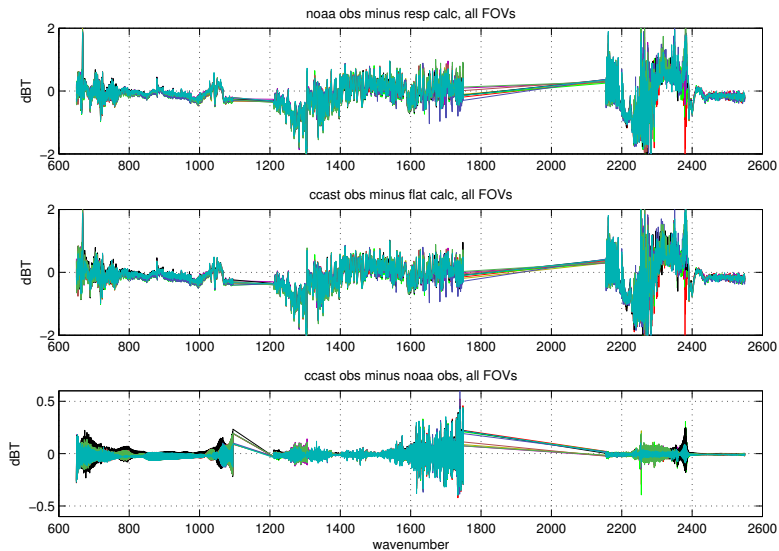 noaa obs minus resp calc, all FOVs
2
0
−2
dBT
600 800 1000 1200 1400 1600 1800 2000 2200 2400 2600
ccast obs minus flat calc, all FOVs
2
0
−2
dBT
600 800 1000 1200 1400 1600 1800 2000 2200 2400 2600
ccast obs minus noaa obs, all FOVs
0.5
0
−0.5
dBT
600 800 1000 1200 1400 1600 1800 2000 2200 2400 2600
wavenumber